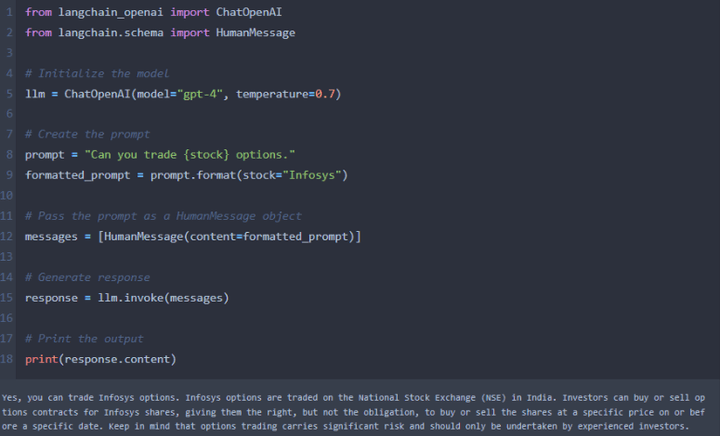 1 from langchain_openai import ChatOpenAI
2 from langchain.schema import HumanMessage
3
4 # Initialize the model
5 llm = ChatOpenAI(model="gpt-4", temperature=0.7)
6
7 # Create the prompt
8 prompt = "Can you trade {stock} options."
9 formatted_prompt = prompt.format(stock="Infosys")
10
11 # Pass the prompt as a HumanMessage object
12 messages = [HumanMessage(content=formatted_prompt)]
13
14 # Generate response
15 response = llm.invoke(messages)
16
17 # Print the output
18 print(response.content)
Yes, you can trade Infosys options. Infosys options are traded on the National Stock Exchange (NSE) in India. Investors can buy or sell op
tions contracts for Infosys shares, giving them the right, but not the obligation, to buy or sell the shares at a specific price on or bef
ore a specific date. Keep in mind that options trading carries significant risk and should only be undertaken by experienced investors.